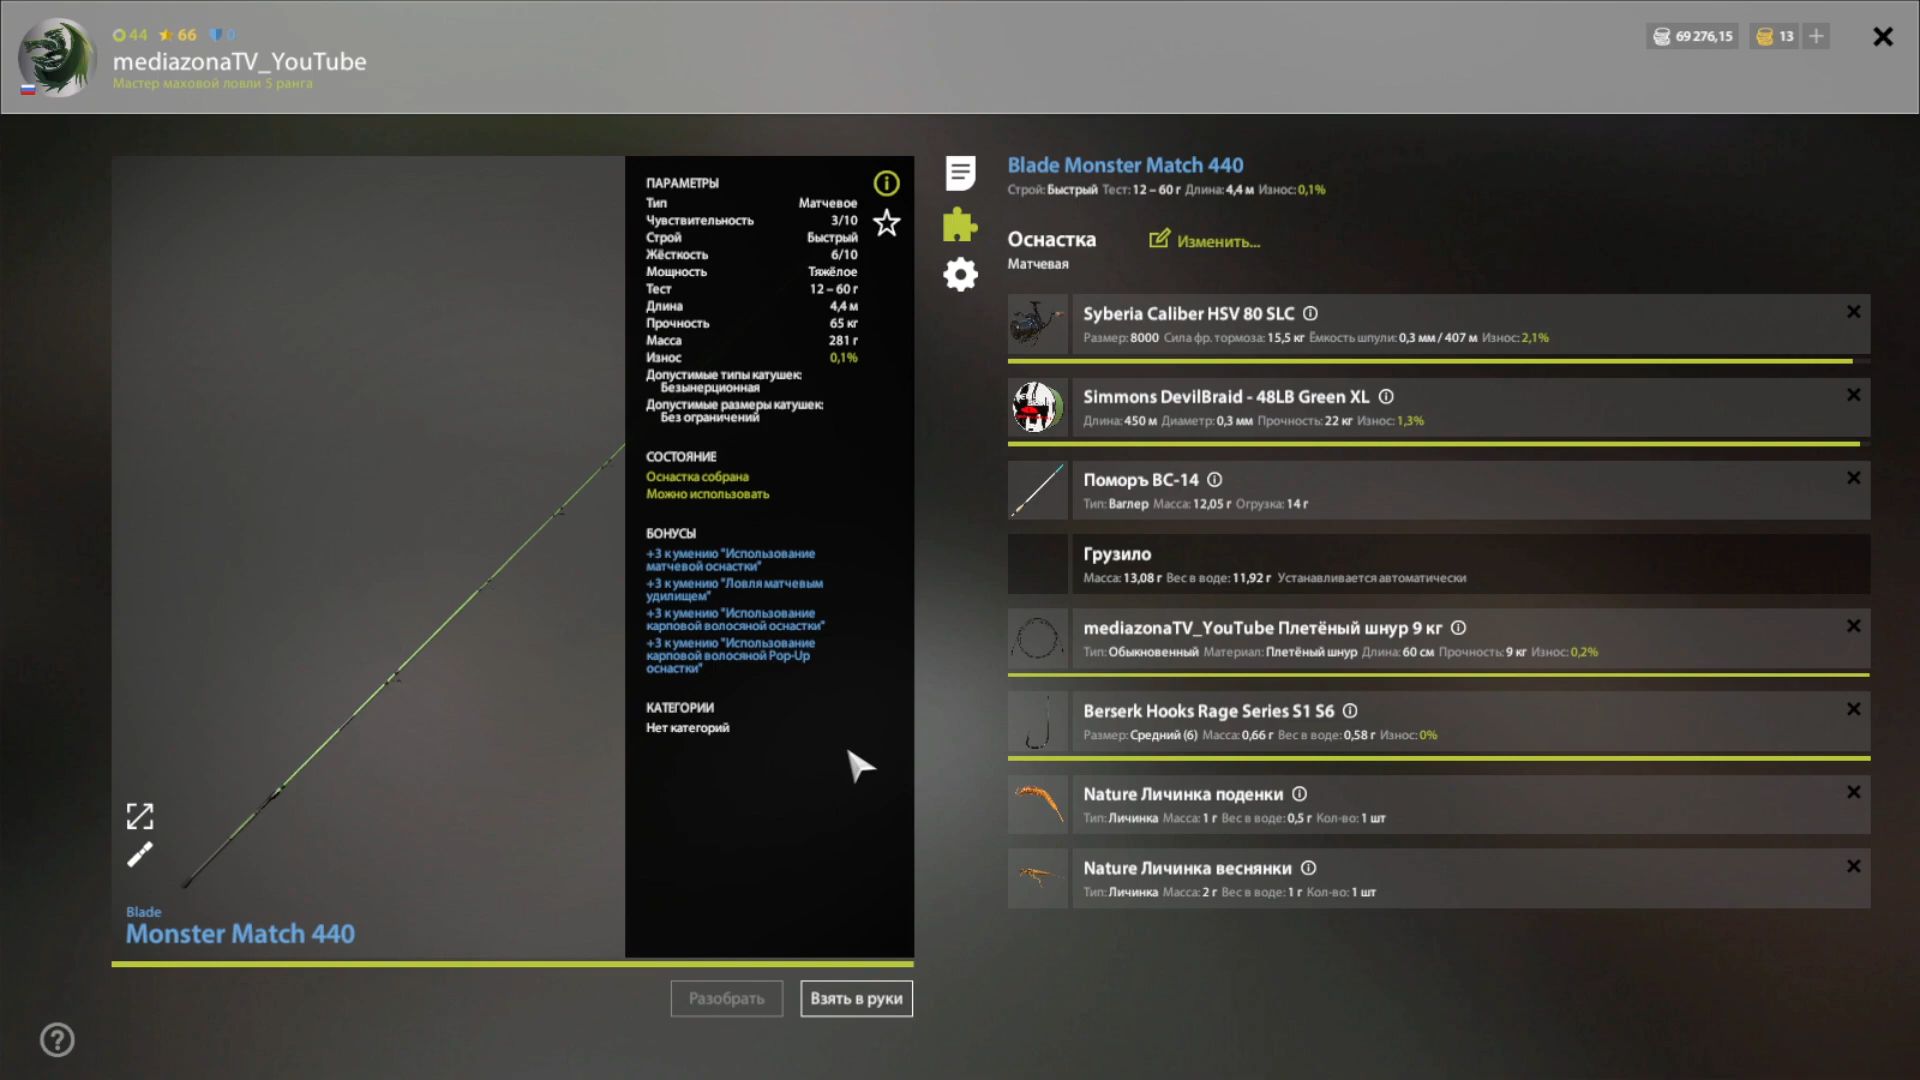 44 66 0
mediazonaTV_YouTube
Мастер маховой ловли 5 ранга
69 276,15 13 +
ПАРАМЕТРЫ
Тип Матчевое
Чувствительность 3/10
Строй Быстрый
Жёсткость 6/10
Мощность Тяжёлое
Тест 12 – 60 г
Длина 4,4 м
Прочность 65 кг
Масса 281 г
Износ 0,1%
Допустимые типы катушек:
Безынерционная
Допустимые размеры катушек:
Без ограничений
СОСТОЯНИЕ
Оснастка собрана
Можно использовать
БОНУСЫ
+3 к умению "Использование
матчевой оснастки"
+3 к умению "Ловля матчевым
удилищем"
+3 к умению "Использование
карповой волосяной оснастки"
+3 к умению "Использование
карповой волосяной Pop-Up
оснастки"
КАТЕГОРИИ
Нет категорий
Blade
Monster Match 440
Разобрать
Взять в руки
?
Blade Monster Match 440
Строй: Быстрый Тест: 12 – 60 г Длина: 4,4 м Износ: 0,1%
Оснастка Изменить...
Матчевая
Syberia Caliber HSV 80 SLC
Размер: 8000 Сила фр. тормоза: 15,5 кг Ёмкость шпули: 0,3 мм / 407 м Износ: 2,1%
Simmons DevilBraid - 48LB Green XL
Длина: 450 м Диаметр: 0,3 мм Прочность: 22 кг Износ: 1,3%
Поморъ ВС-14
Тип: Ваглер Масса: 12,05 г Огрузка: 14 г
Грузило
Масса: 13,08 г Вес в воде: 11,92 г Устанавливается автоматически
mediazonaTV_YouTube Плетёный шнур 9 кг
Тип: Обыкновенный Материал: Плетёный шнур Длина: 60 см Прочность: 9 кг Износ: 0,2%
Berserk Hooks Rage Series S1 S6
Размер: Средний (6) Масса: 0,66 г Вес в воде: 0,58 г Износ: 0%
Nature Личинка поденки
Тип: Личинка Масса: 1 г Вес в воде: 0,5 г Кол-во: 1 шт
Nature Личинка веснянки
Тип: Личинка Масса: 2 г Вес в воде: 1 г Кол-во: 1 шт